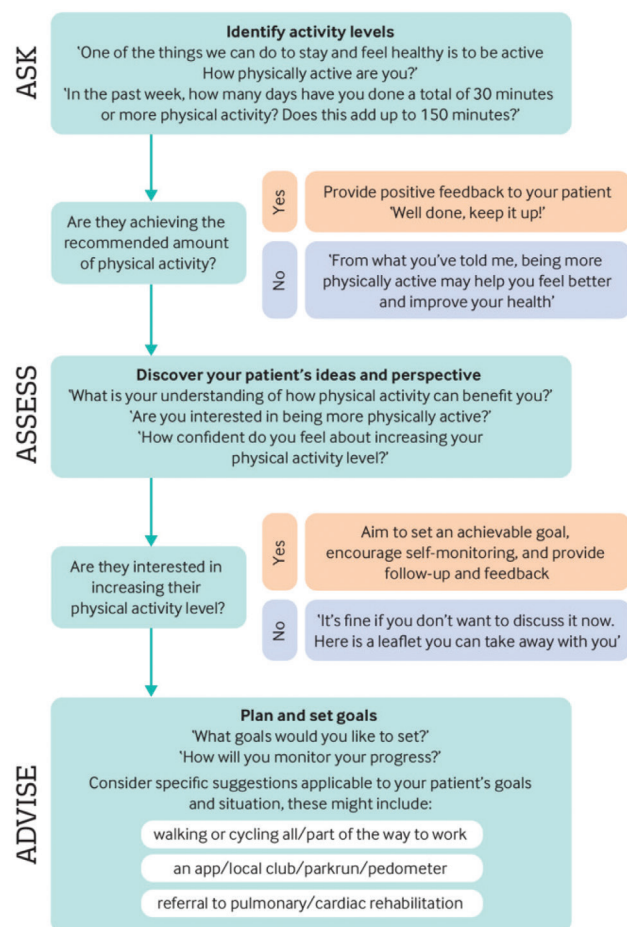 ASK
Identify activity levels
'One of the things we can do to stay and feel healthy is to be active
How physically active are you?'
'In the past week, how many days have you done a total of 30 minutes
or more physical activity? Does this add up to 150 minutes?'
Are they achieving the
recommended amount
of physical activity?
Yes
Provide positive feedback to your patient
'Well done, keep it up!'
No
'From what you've told me, being more
physically active may help you feel better
and improve your health'
ASSESS
Discover your patient's ideas and perspective
'What is your understanding of how physical activity can benefit you?'
'Are you interested in being more physically active?'
'How confident do you feel about increasing your
physical activity level?'
Are they interested in
increasing their
physical activity level?
Yes
Aim to set an achievable goal,
encourage self-monitoring, and provide
follow-up and feedback
No
'It's fine if you don't want to discuss it now.
Here is a leaflet you can take away with you'
ADVISE
Plan and set goals
'What goals would you like to set?'
'How will you monitor your progress?'
Consider specific suggestions applicable to your patient's goals
and situation, these might include:
walking or cycling all/part of the way to work
an app/local club/parkrun/pedometer
referral to pulmonary/cardiac rehabilitation